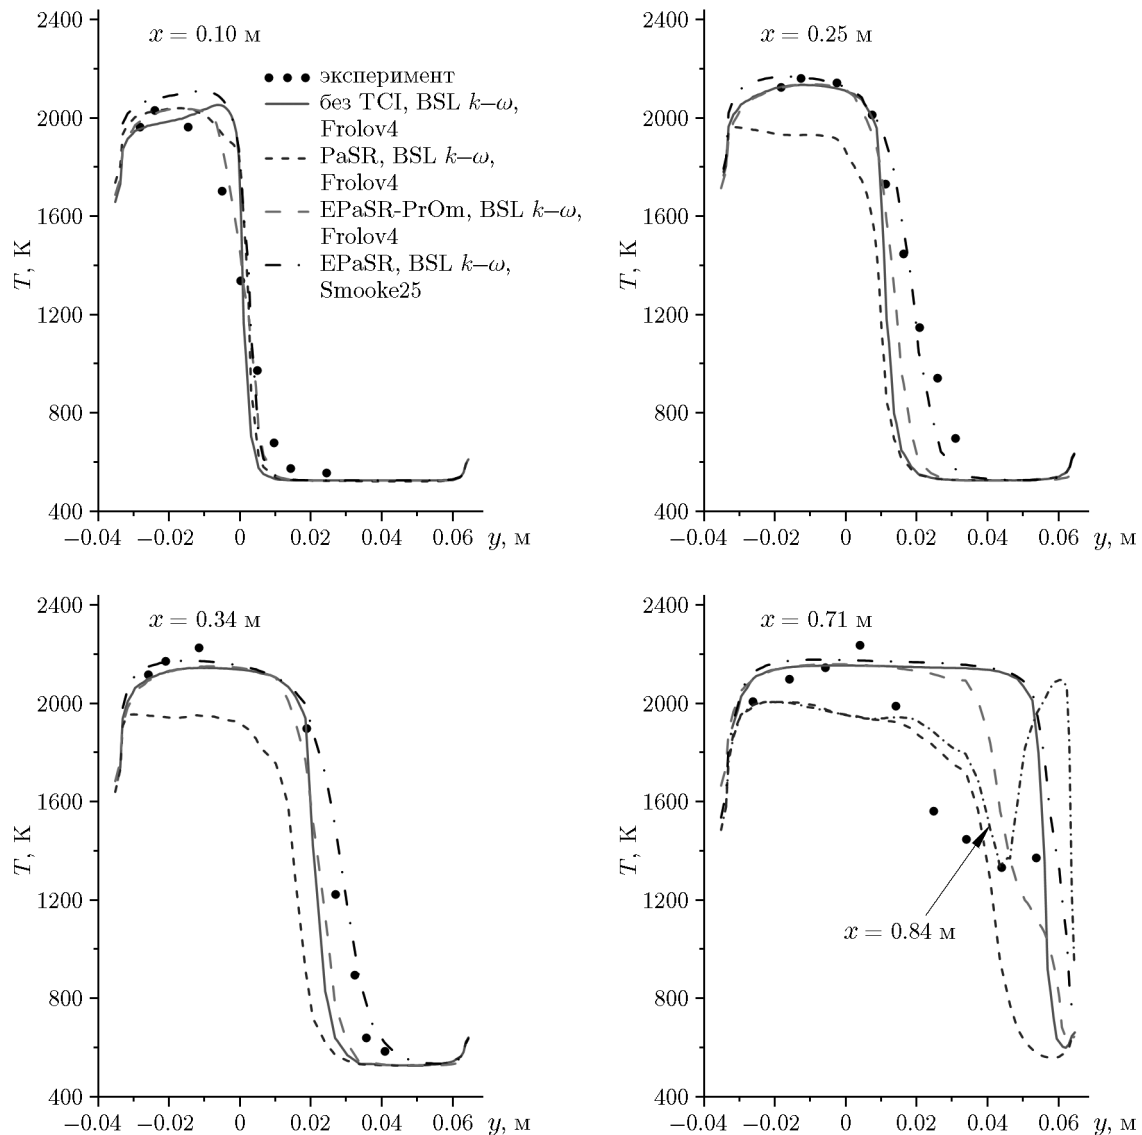 x = 0.10 м
эксперимент
без TCI, BSL k–ω,
Frolov4
PaSR, BSL k–ω,
Frolov4
EPaSR-PrOm, BSL k–ω,
Frolov4
EPaSR, BSL k–ω,
Smooke25
2400
2000
1600
1200
800
400
T, К
−0.04 −0.02 0 0.02 0.04 0.06 y, м
x = 0.25 м
2400
2000
1600
1200
800
400
T, К
−0.04 −0.02 0 0.02 0.04 0.06 y, м
x = 0.34 м
2400
2000
1600
1200
800
400
T, К
−0.04 −0.02 0 0.02 0.04 0.06 y, м
x = 0.71 м
2400
2000
1600
1200
800
400
T, К
x = 0.84 м
−0.04 −0.02 0 0.02 0.04 0.06 y, м